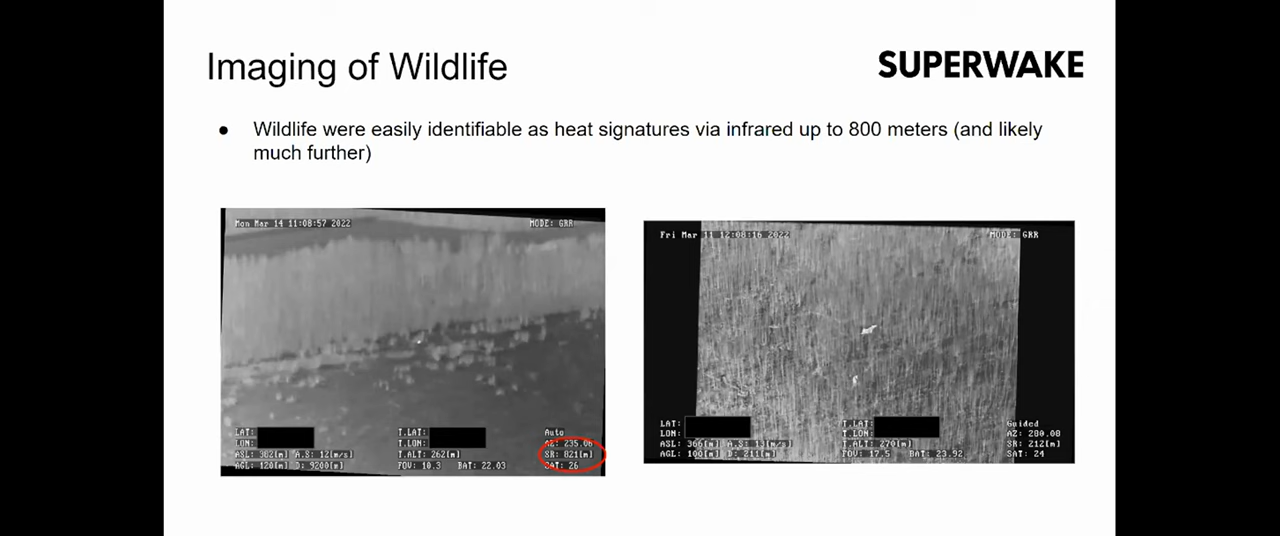 Imaging of Wildlife
SUPERWAKE
● Wildlife were easily identifiable as heat signatures via infrared up to 800 meters (and likely
much further)
Mon Mar 14 11:08:57 2022 MODE: GRR
LAT: T.LAT: Auto
LON: T.LON: AZ: 235.06
ASL: 382[m] A.S: 12[m/s] T.ALT: 262[m] SR: 821[m]
AGL: 120[m] D: 9200[m] FOV: 10.3 BAT: 22.03 SAT: 26
Fri Mar 11 12:08:16 2022 MODE: GRR
LAT: T.LAT: Guided
LON: T.LON: AZ: 280.08
ASL: 366[m] A.S: 13[m/s] T.ALT: 270[m] SR: 212[m]
AGL: 100[m] D: 211[m] FOV: 17.5 BAT: 23.92 SAT: 24